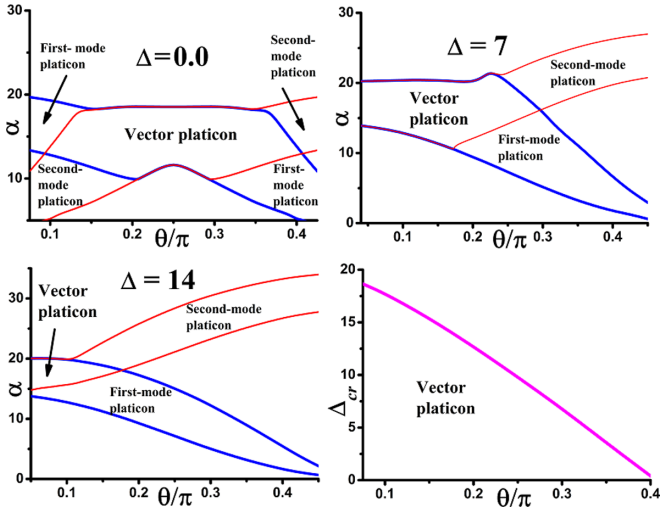 30
25
20
15
10
α
First- mode
platicon
Δ=0.0
Second-
mode
platicon
Vector platicon
Second-
mode
platicon
First-
mode
platicon
0.1
0.2
0.3
0.4
θ/π
30
20
10
0
α
Δ = 7
Second-mode
platicon
Vector
platicon
First-mode
platicon
0.1
0.2
0.3
0.4
θ/π
30
20
10
0
α
Δ = 14
Vector
platicon
Second-mode
platicon
First-mode
platicon
0.1
0.2
0.3
0.4
θ/π
20
15
10
5
0
Δcr
Vector
platicon
0.1
0.2
0.3
0.4
θ/π